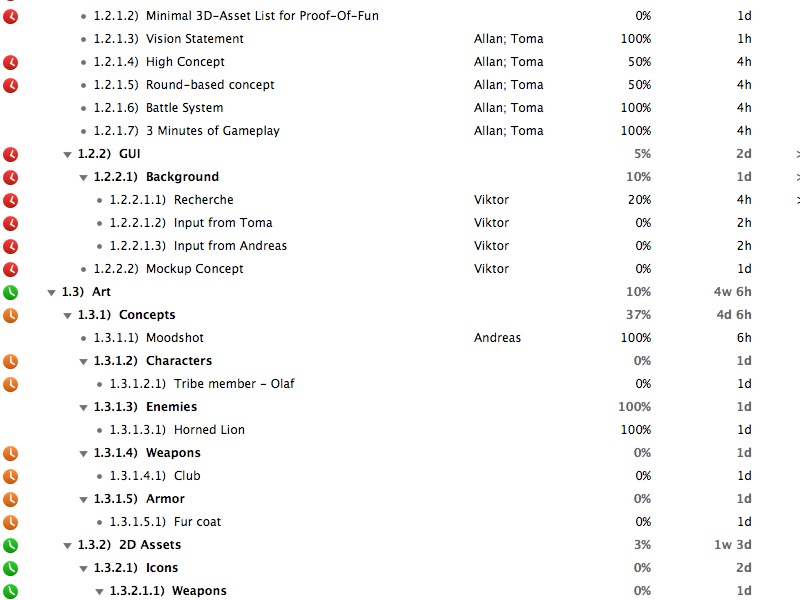 1.2.1.2) Minimal 3D-Asset List for Proof-Of-Fun 0% 1d
1.2.1.3) Vision Statement Allan; Toma 100% 1h
1.2.1.4) High Concept Allan; Toma 50% 4h
1.2.1.5) Round-based concept Allan; Toma 50% 4h
1.2.1.6) Battle System Allan; Toma 100% 4h
1.2.1.7) 3 Minutes of Gameplay Allan; Toma 100% 4h
1.2.2) GUI 5% 2d
1.2.2.1) Background 10% 1d
1.2.2.1.1) Recherche Viktor 20% 4h
1.2.2.1.2) Input from Toma Viktor 0% 2h
1.2.2.1.3) Input from Andreas Viktor 0% 2h
1.2.2.2) Mockup Concept Viktor 0% 1d
1.3) Art 10% 4w 6h
1.3.1) Concepts 37% 4d 6h
1.3.1.1) Moodshot Andreas 100% 6h
1.3.1.2) Characters 0% 1d
1.3.1.2.1) Tribe member - Olaf 0% 1d
1.3.1.3) Enemies 100% 1d
1.3.1.3.1) Horned Lion 100% 1d
1.3.1.4) Weapons 0% 1d
1.3.1.4.1) Club 0% 1d
1.3.1.5) Armor 0% 1d
1.3.1.5.1) Fur coat 0% 1d
1.3.2) 2D Assets 3% 1w 3d
1.3.2.1) Icons 0% 2d
1.3.2.1.1) Weapons 0% 1d